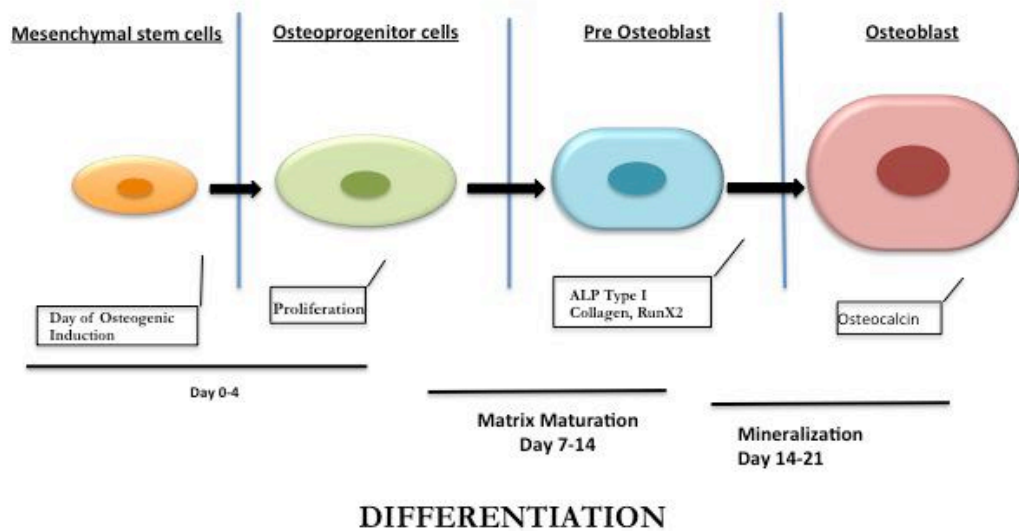 Mesenchymal stem cells
Osteoprogenitor cells
Pre Osteoblast
Osteoblast
Day of Osteogenic
Induction
Proliferation
ALP Type I
Collagen, RunX2
Osteocalcin
Day 0-4
Matrix Maturation
Day 7-14
Mineralization
Day 14-21
DIFFERENTIATION